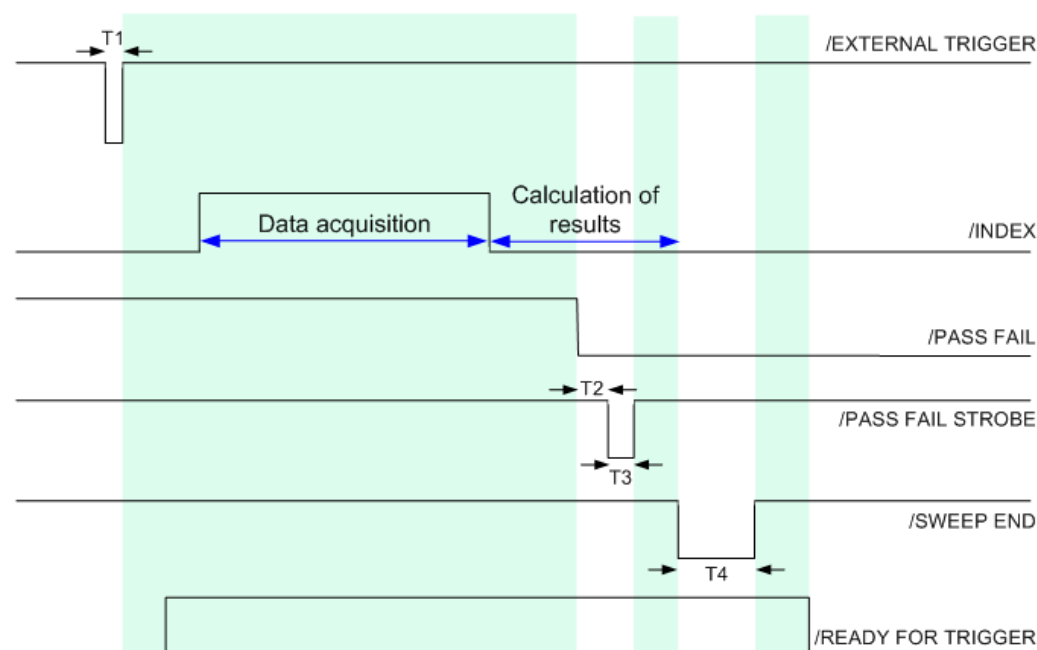 T1
/EXTERNAL TRIGGER
Data acquisition
Calculation of
results
/INDEX
/PASS FAIL
T2
/PASS FAIL STROBE
T3
/SWEEP END
T4
/READY FOR TRIGGER